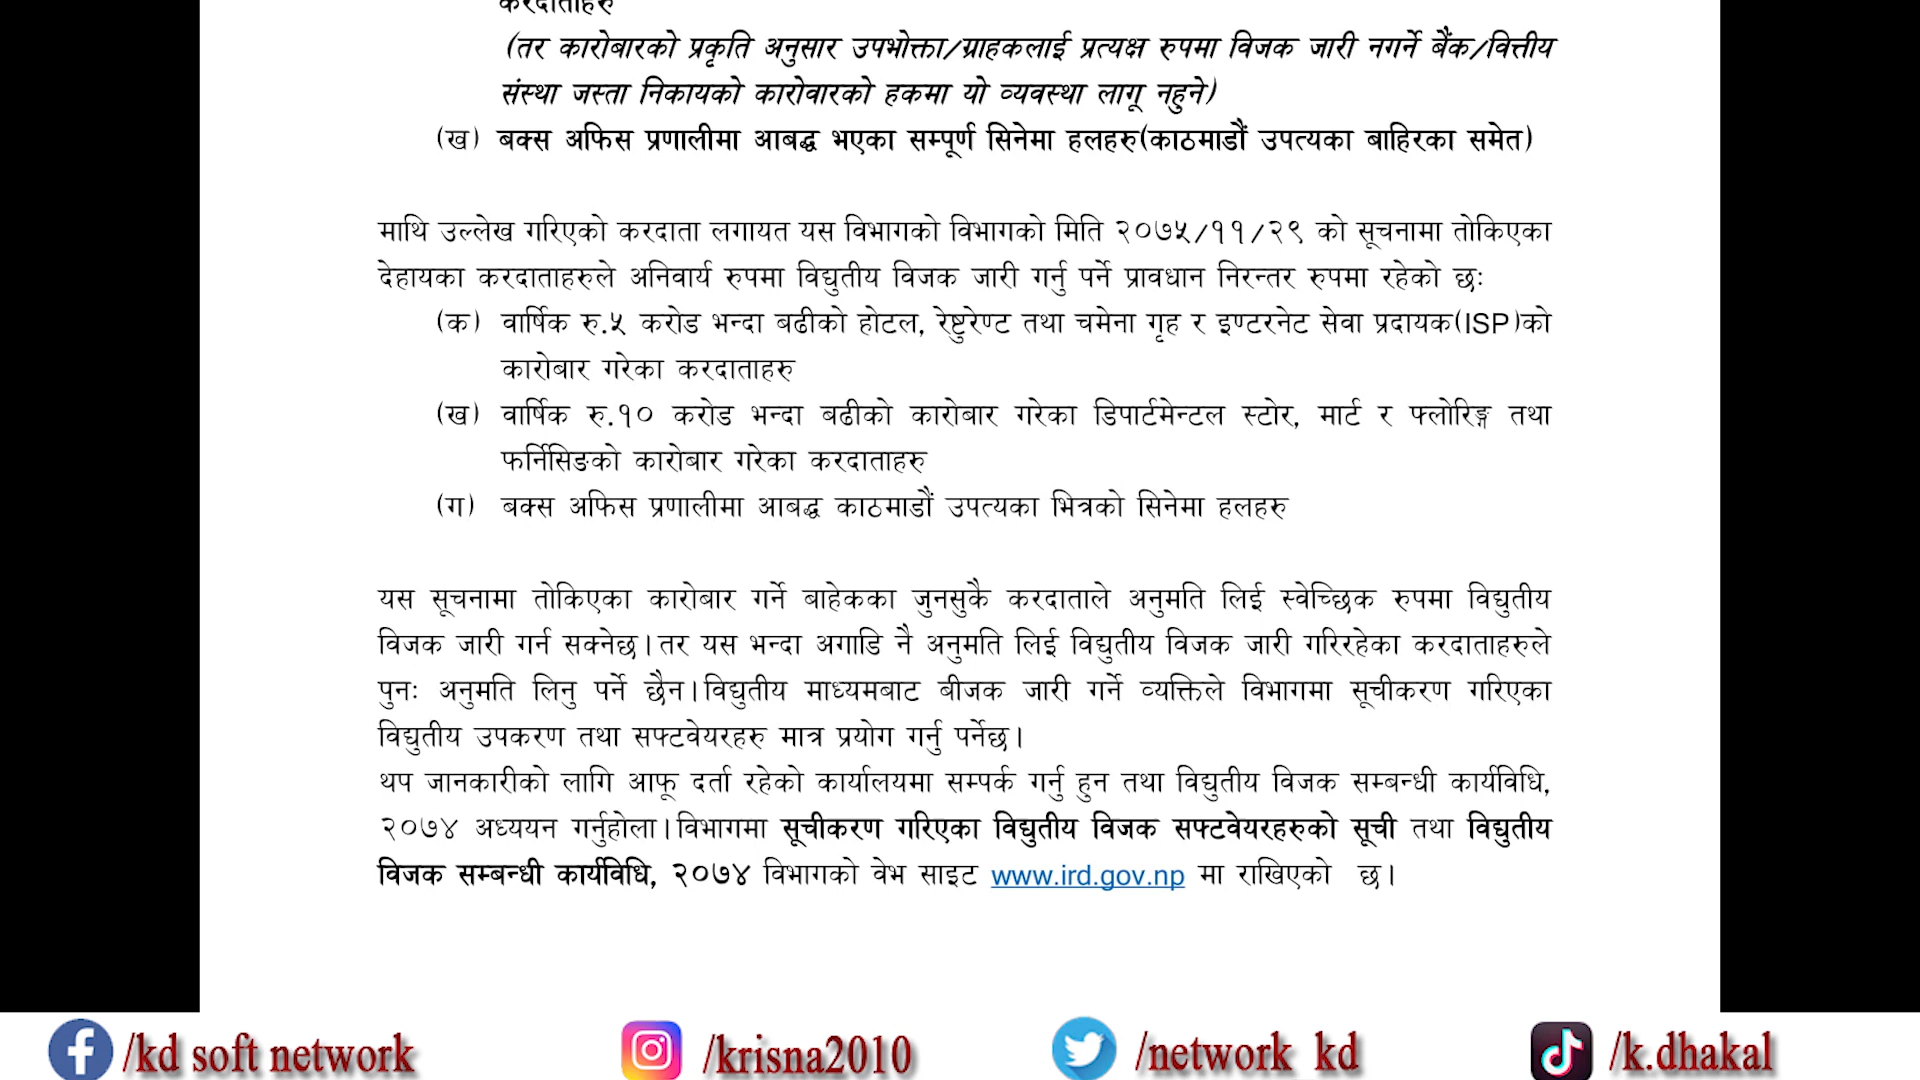 करदाताहरु
(तर कारोबारको प्रकृति अनुसार उपभोक्ता/ग्राहकलाई प्रत्यक्ष रुपमा विजक जारी नगर्ने बैंक/वित्तीय
संस्था जस्ता निकायको कारोवारको हकमा यो व्यवस्था लागू नहुने)
(ख) बक्स अफिस प्रणालीमा आबद्ध भएका सम्पूर्ण सिनेमा हलहरु(काठमाडौं उपत्यका बाहिरका समेत)
माथि उल्लेख गरिएको करदाता लगायत यस विभागको विभागको मिति २०७५/११/२९ को सूचनामा तोकिएका
देहायका करदाताहरुले अनिवार्य रुपमा विद्युतीय विजक जारी गर्नु पर्ने प्रावधान निरन्तर रुपमा रहेको छः
(क) वार्षिक रु.५ करोड भन्दा बढीको होटल, रेष्टुरेण्ट तथा चमेना गृह र इण्टरनेट सेवा प्रदायक(ISP)को
कारोबार गरेका करदाताहरु
(ख) वार्षिक रु.१० करोड भन्दा बढीको कारोबार गरेका डिपार्टमेन्टल स्टोर, मार्ट र फ्लोरिङ्ग तथा
फर्निसिङको कारोबार गरेका करदाताहरु
(ग) बक्स अफिस प्रणालीमा आबद्ध काठमाडौं उपत्यका भित्रको सिनेमा हलहरु
यस सूचनामा तोकिएका कारोबार गर्ने बाहेकका जुनसुकै करदाताले अनुमति लिई स्वेच्छिक रुपमा विद्युतीय
विजक जारी गर्न सक्नेछ। तर यस भन्दा अगाडि नै अनुमति लिई विद्युतीय विजक जारी गरिरहेका करदाताहरुले
पुनः अनुमति लिनु पर्ने छैन। विद्युतीय माध्यमबाट बीजक जारी गर्ने व्यक्तिले विभागमा सूचीकरण गरिएका
विद्युतीय उपकरण तथा सफ्टवेयरहरु मात्र प्रयोग गर्नु पर्नेछ।
थप जानकारीको लागि आफू दर्ता रहेको कार्यालयमा सम्पर्क गर्नु हुन तथा विद्युतीय विजक सम्बन्धी कार्यविधि,
२०७४ अध्ययन गर्नुहोला। विभागमा सूचीकरण गरिएका विद्युतीय विजक सफ्टवेयरहरुको सूची तथा विद्युतीय
विजक सम्बन्धी कार्यविधि, २०७४ विभागको वेभ साइट www.ird.gov.np मा राखिएको छ।
/kd soft network /krisna2010 /network_kd /k.dhakal